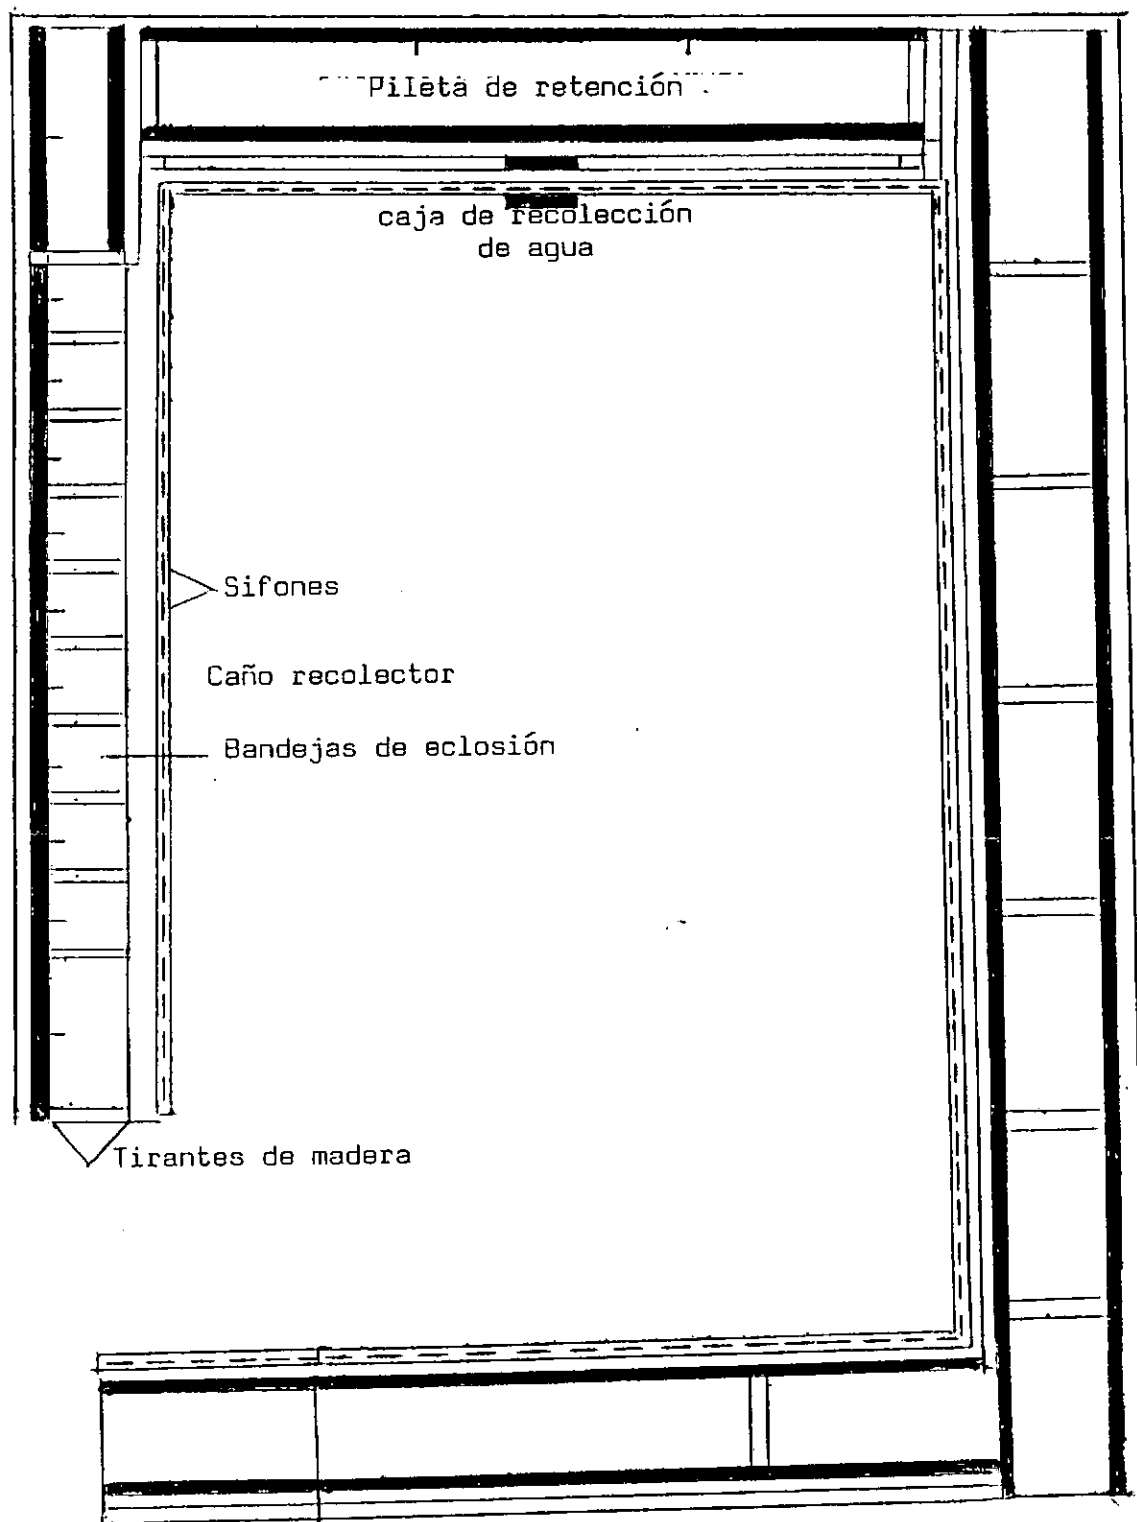 Pileta de retención
caja de recolección
de agua
Sifones
Caño recolector
Bandejas de eclosión
Tirantes de madera